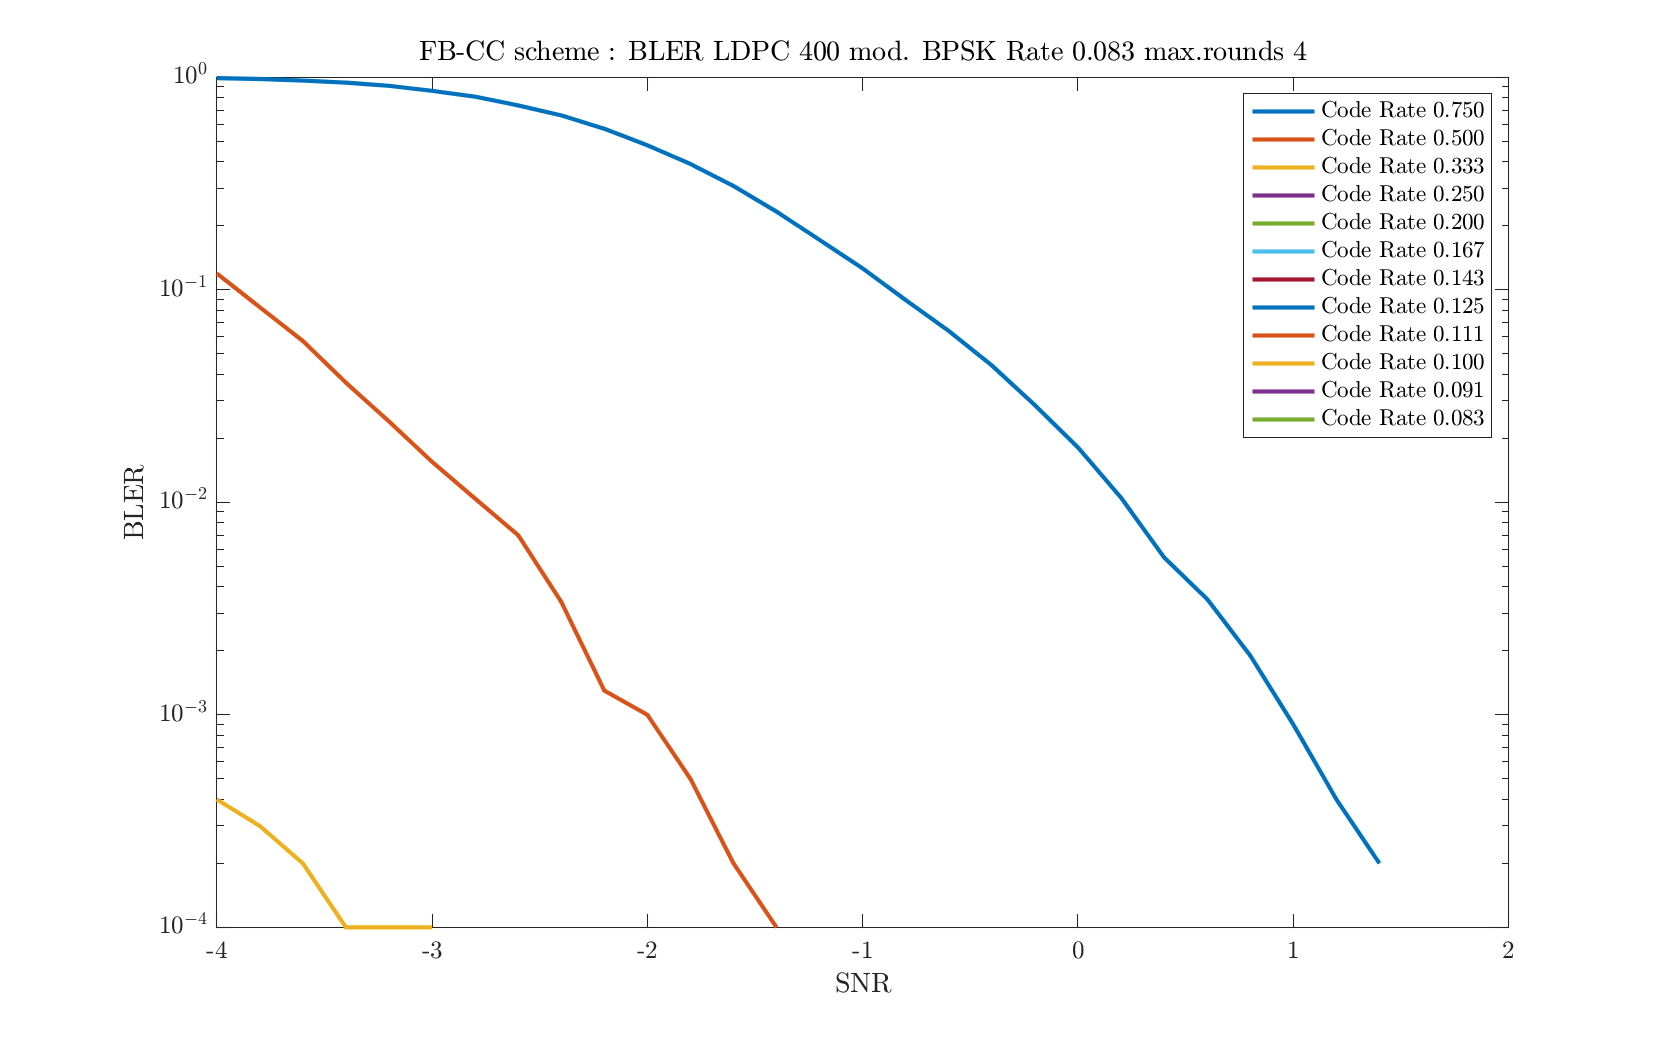 FB-CC scheme : BLER LDPC 400 mod. BPSK Rate 0.083 max.rounds 4
10^0
10^-1
10^-2
10^-3
10^-4
BLER
Code Rate 0.750
Code Rate 0.500
Code Rate 0.333
Code Rate 0.250
Code Rate 0.200
Code Rate 0.167
Code Rate 0.143
Code Rate 0.125
Code Rate 0.111
Code Rate 0.100
Code Rate 0.091
Code Rate 0.083
-4 -3 -2 -1 0 1 2
SNR